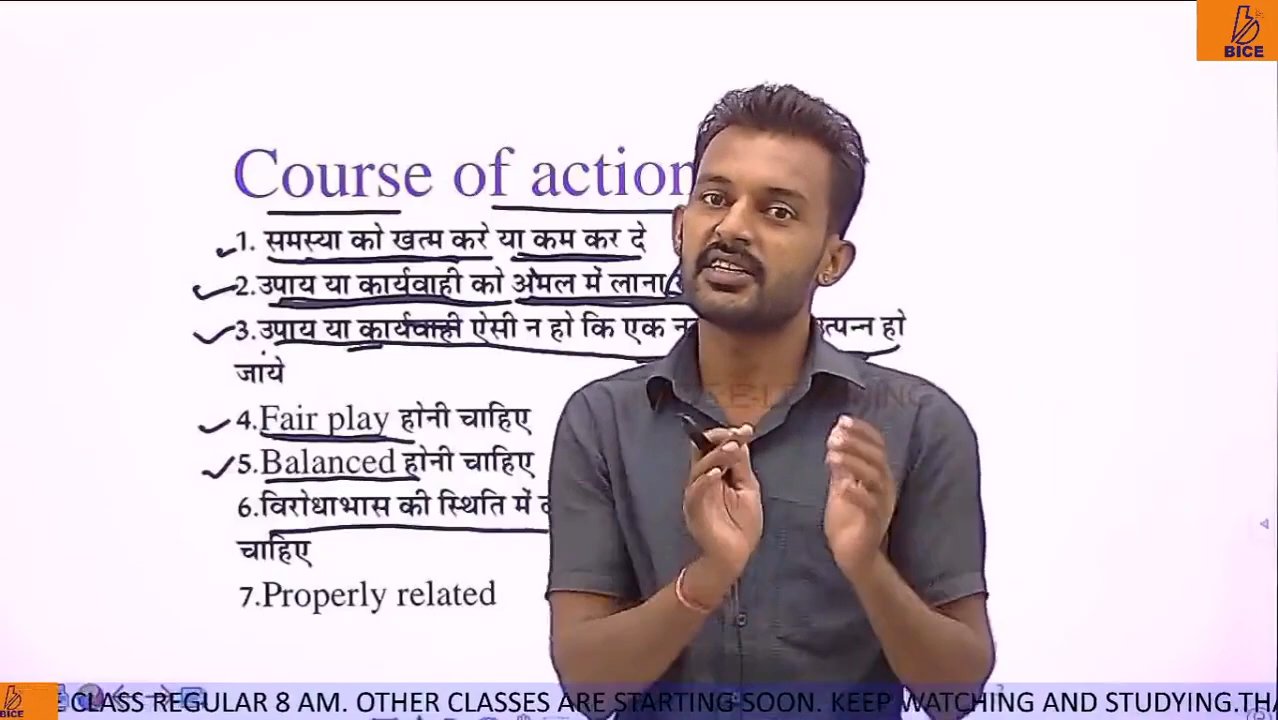 BICE
Course of action
1. समस्या को खत्म करे या कम कर दे
2.उपाय या कार्यवाही को अमल में लाना
3.उपाय या कार्यवाही ऐसी न हो कि एक हो
जांये
4.Fair play होनी चाहिए
5.Balanced होनी चाहिए
6.विरोधाभास की स्थिति में
चाहिए
7.Properly related
CLASS REGULAR 8 AM. OTHER CLASSES ARE STARTING SOON. KEEP WATCHING AND STUDYING.THA
BICE